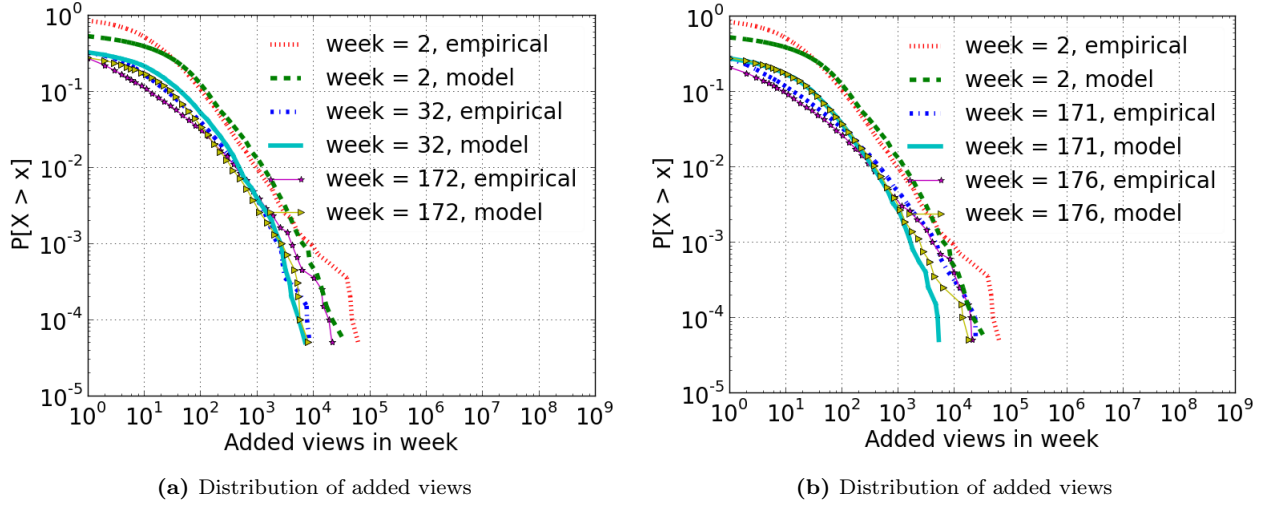 10^0
10^-1
10^-2
10^-3
10^-4
10^-5
P[X > x]
week = 2, empirical
week = 2, model
week = 32, empirical
week = 32, model
week = 172, empirical
week = 172, model
10^0 10^1 10^2 10^3 10^4 10^5 10^6 10^7 10^8 10^9
Added views in week
(a) Distribution of added views
10^0
10^-1
10^-2
10^-3
10^-4
10^-5
P[X > x]
week = 2, empirical
week = 2, model
week = 171, empirical
week = 171, model
week = 176, empirical
week = 176, model
10^0 10^1 10^2 10^3 10^4 10^5 10^6 10^7 10^8 10^9
Added views in week
(b) Distribution of added views